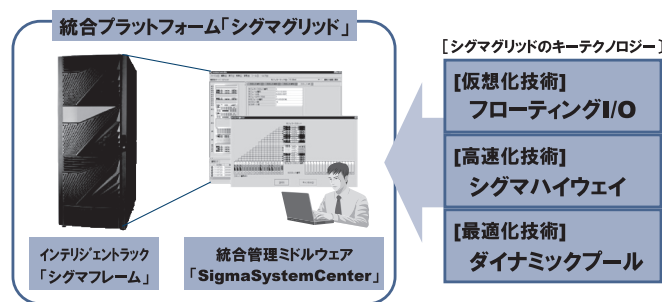 統合プラットフォーム「シグマグリッド」
インテリジェントラック
「シグマフレーム」
統合管理ミドルウェア
「SigmaSystemCenter」
［シグマグリッドのキーテクノロジー］
[仮想化技術]
フローティングI/O
[高速化技術]
シグマハイウェイ
[最適化技術]
ダイナミックプール